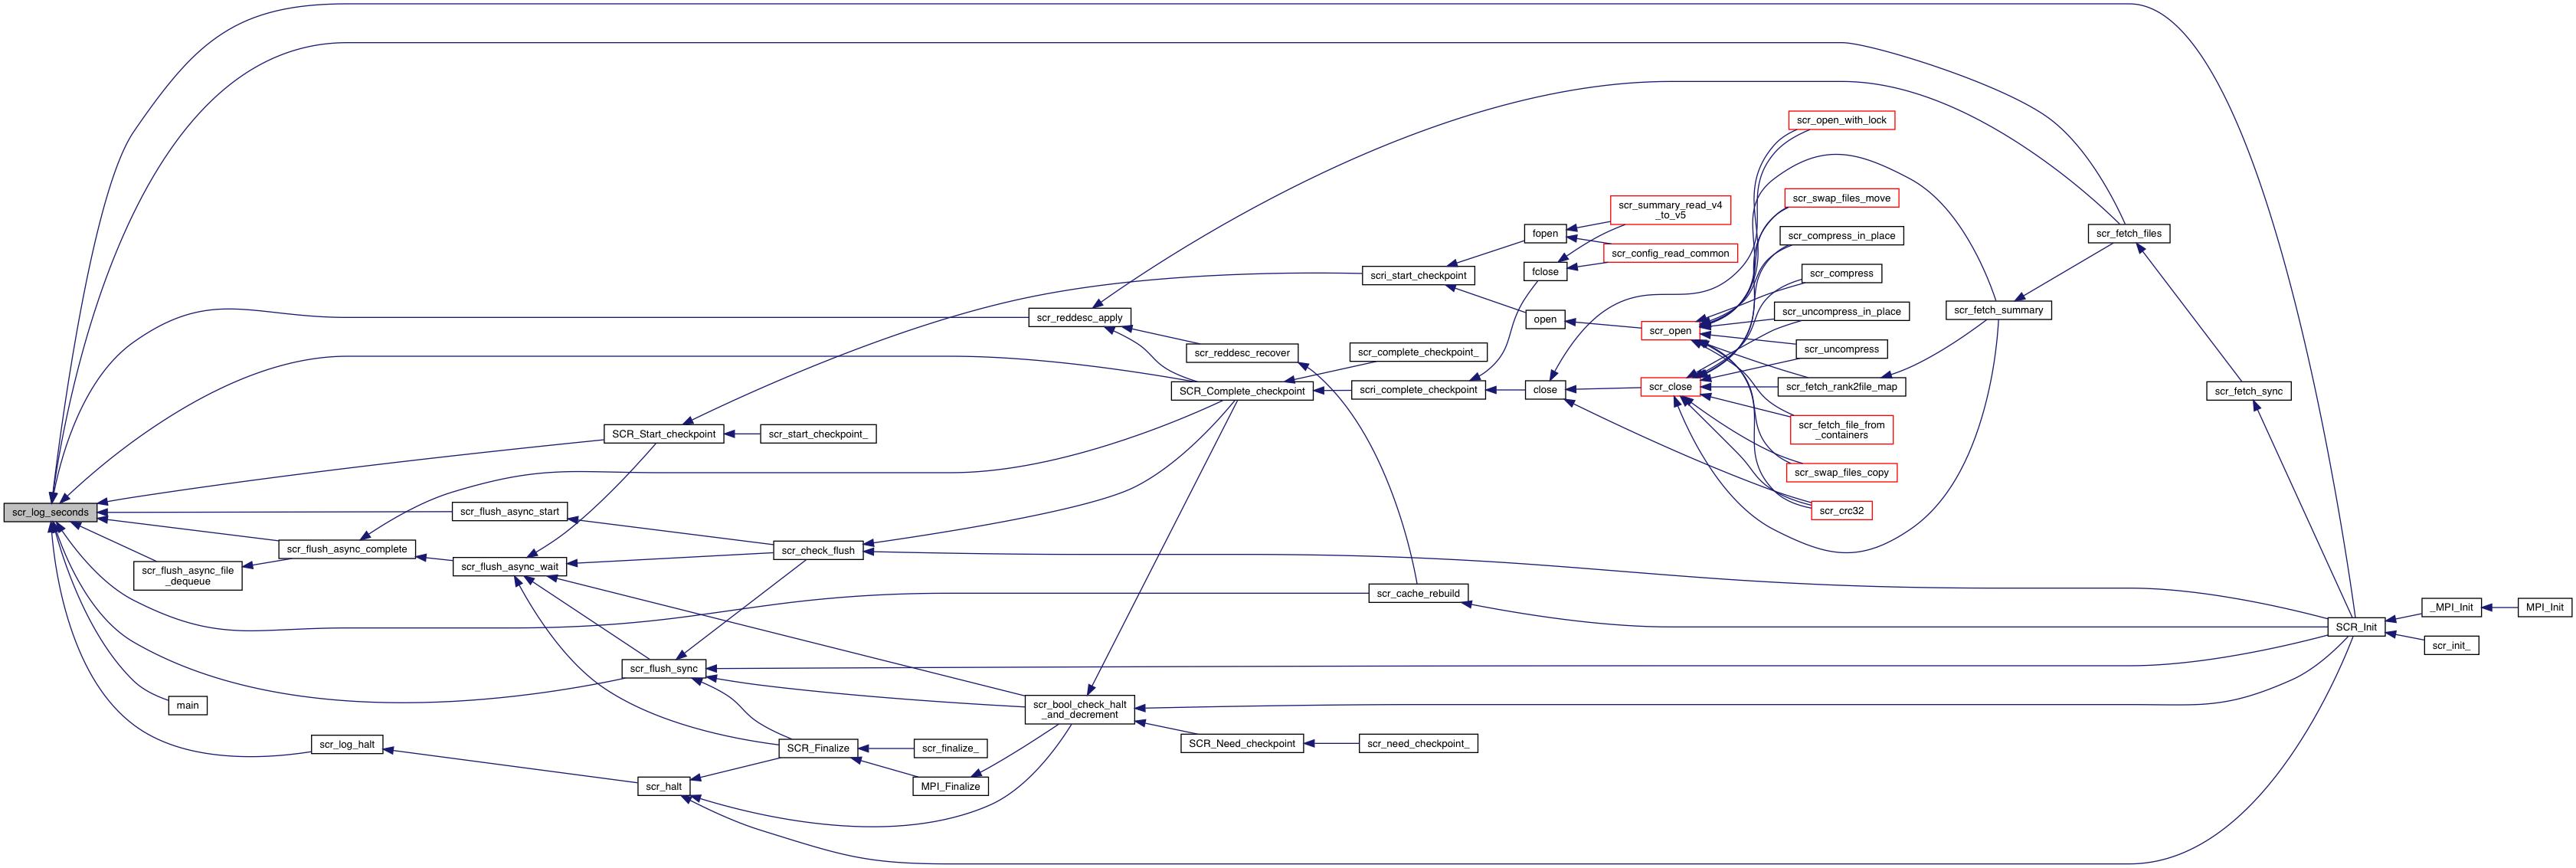 scr_log_seconds
scr_flush_async_file
_dequeue
main
scr_flush_async_complete
scr_log_halt
scr_flush_async_start
scr_flush_async_wait
SCR_Start_checkpoint
scr_flush_sync
scr_halt
scr_start_checkpoint_
scr_check_flush
SCR_Finalize
scr_finalize_
MPI_Finalize
scr_reddesc_apply
scr_bool_check_halt
_and_decrement
scr_reddesc_recover
SCR_Complete_checkpoint
SCR_Need_checkpoint
scri_start_checkpoint
scr_complete_checkpoint_
scri_complete_checkpoint
scr_cache_rebuild
scr_need_checkpoint_
fopen
fclose
open
close
scr_summary_read_v4
_to_v5
scr_config_read_common
scr_open
scr_close
scr_open_with_lock
scr_swap_files_move
scr_compress_in_place
scr_compress
scr_uncompress_in_place
scr_uncompress
scr_fetch_rank2file_map
scr_fetch_file_from
_containers
scr_swap_files_copy
scr_crc32
scr_fetch_summary
scr_fetch_files
scr_fetch_sync
SCR_Init
_MPI_Init
scr_init_
MPI_Init